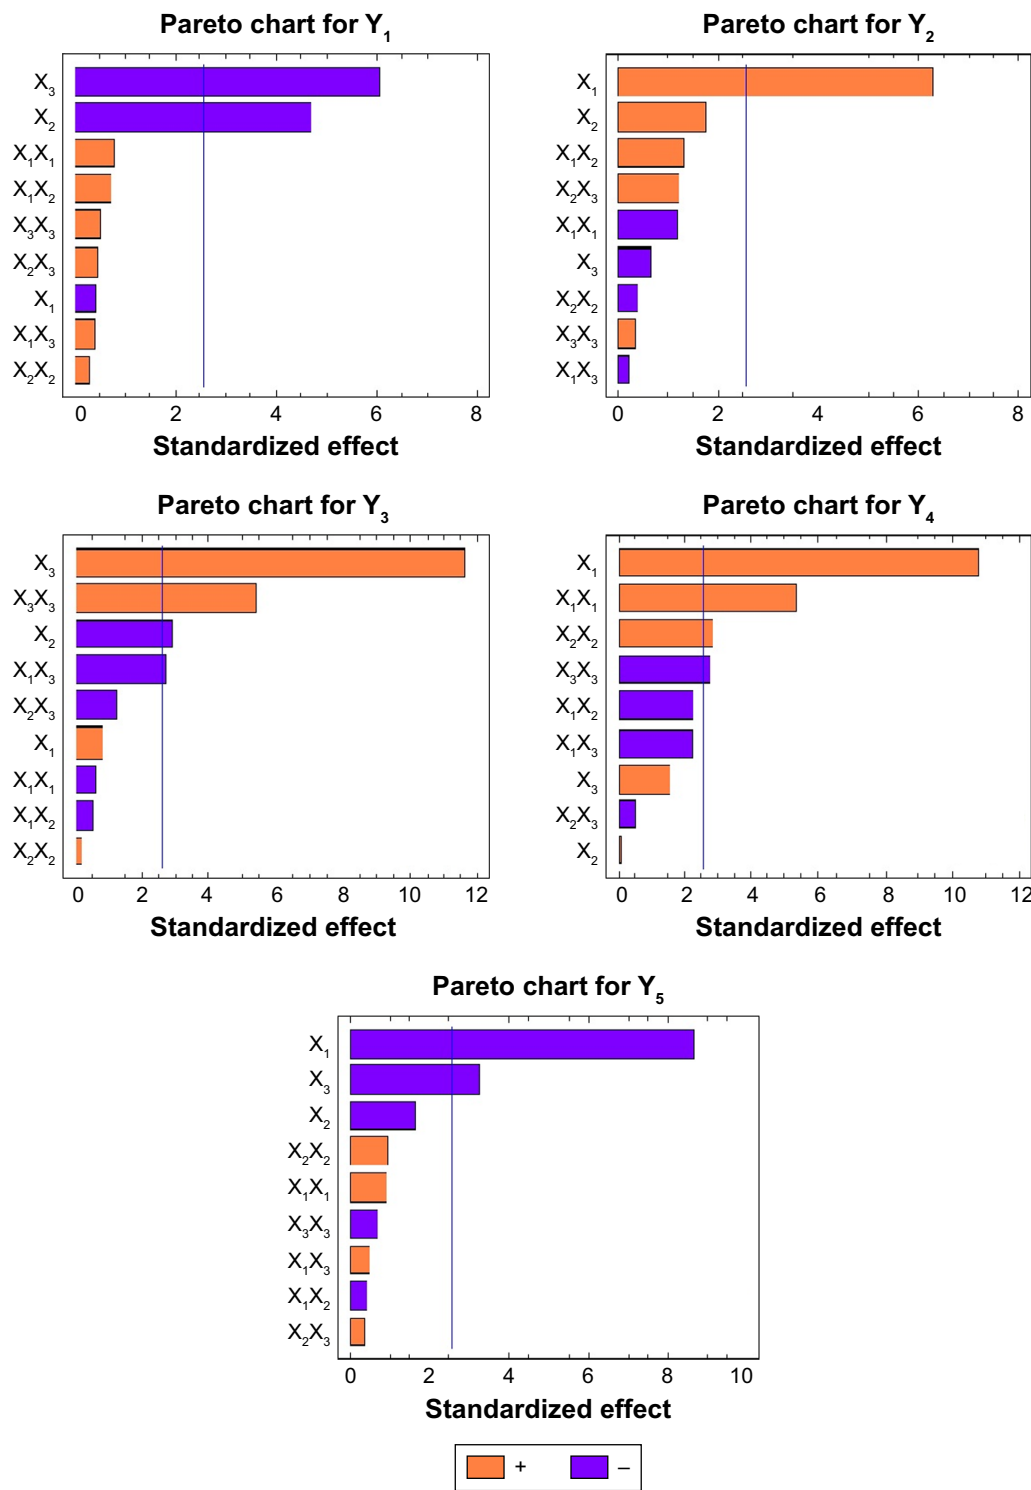 Pareto chart for Y₁
X₃
X₂
X₁X₁
X₁X₂
X₃X₃
X₂X₃
X₁
X₁X₃
X₂X₂
0 2 4 6 8
Standardized effect
Pareto chart for Y₂
X₁
X₂
X₁X₂
X₂X₃
X₁X₁
X₃
X₂X₂
X₃X₃
X₁X₃
0 2 4 6 8
Standardized effect
Pareto chart for Y₃
X₃
X₃X₃
X₂
X₁X₃
X₂X₃
X₁
X₁X₁
X₁X₂
X₂X₂
0 2 4 6 8 10 12
Standardized effect
Pareto chart for Y₄
X₁
X₁X₁
X₂X₂
X₃X₃
X₁X₂
X₁X₃
X₃
X₂X₃
X₂
0 2 4 6 8 10 12
Standardized effect
Pareto chart for Y₅
X₁
X₃
X₂
X₂X₂
X₁X₁
X₃X₃
X₁X₃
X₁X₂
X₂X₃
0 2 4 6 8 10
Standardized effect
+ –